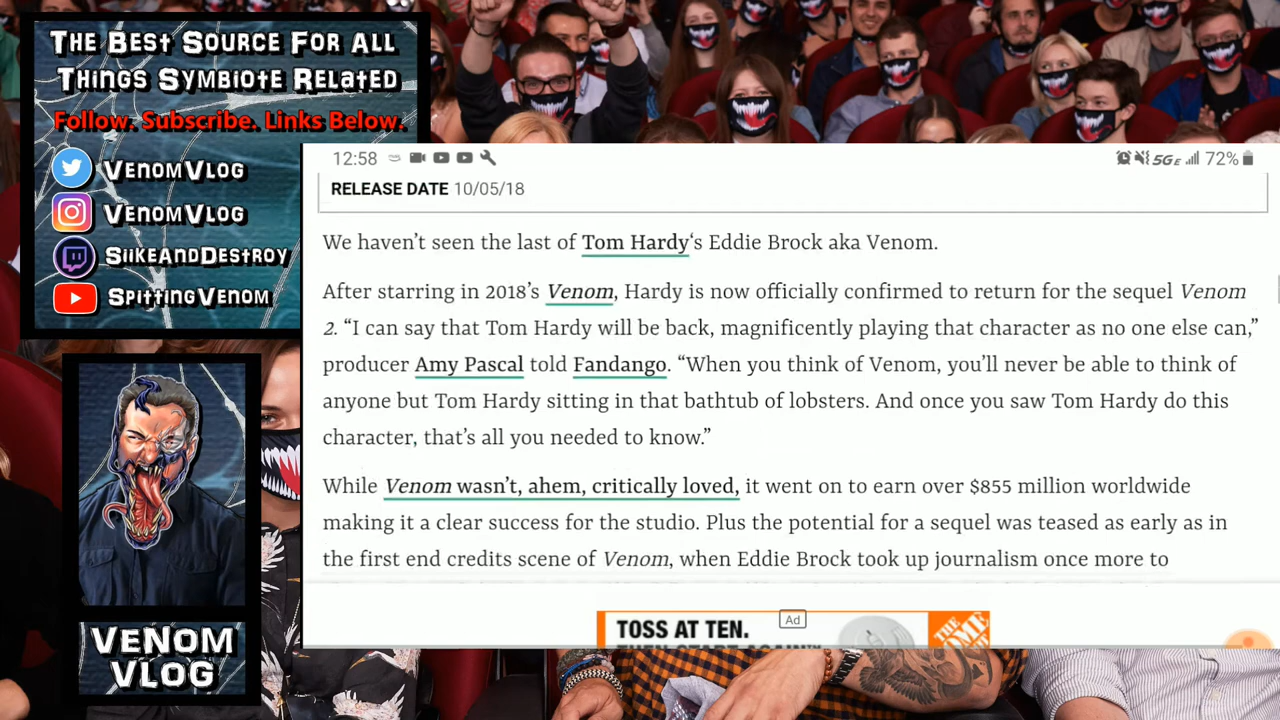 THE BEST SOURCE FOR ALL
THINGS SYMBIOTE RELATED
Follow. Subscribe. Links Below.
VENOMVLOG
VENOMVLOG
SIIKEANDDESTROY
SPITTINGVENOM
VENOM
VLOG
12:58 5GE 72%
RELEASE DATE 10/05/18
We haven’t seen the last of Tom Hardy‘s Eddie Brock aka Venom.
After starring in 2018’s Venom, Hardy is now officially confirmed to return for the sequel Venom
2. “I can say that Tom Hardy will be back, magnificently playing that character as no one else can,”
producer Amy Pascal told Fandango. “When you think of Venom, you’ll never be able to think of
anyone but Tom Hardy sitting in that bathtub of lobsters. And once you saw Tom Hardy do this
character, that’s all you needed to know.”
While Venom wasn’t, ahem, critically loved, it went on to earn over $855 million worldwide
making it a clear success for the studio. Plus the potential for a sequel was teased as early as in
the first end credits scene of Venom, when Eddie Brock took up journalism once more to
Ad
TOSS AT TEN.
THE
HOME